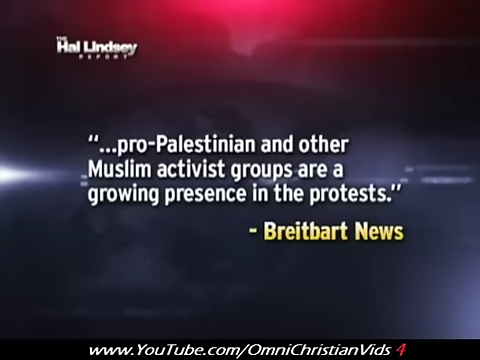 THE
Hal Lindsey
REPORT
“...pro-Palestinian and other
Muslim activist groups are a
growing presence in the protests.”
- Breitbart News
www.YouTube.com/OmniChristianVids 4